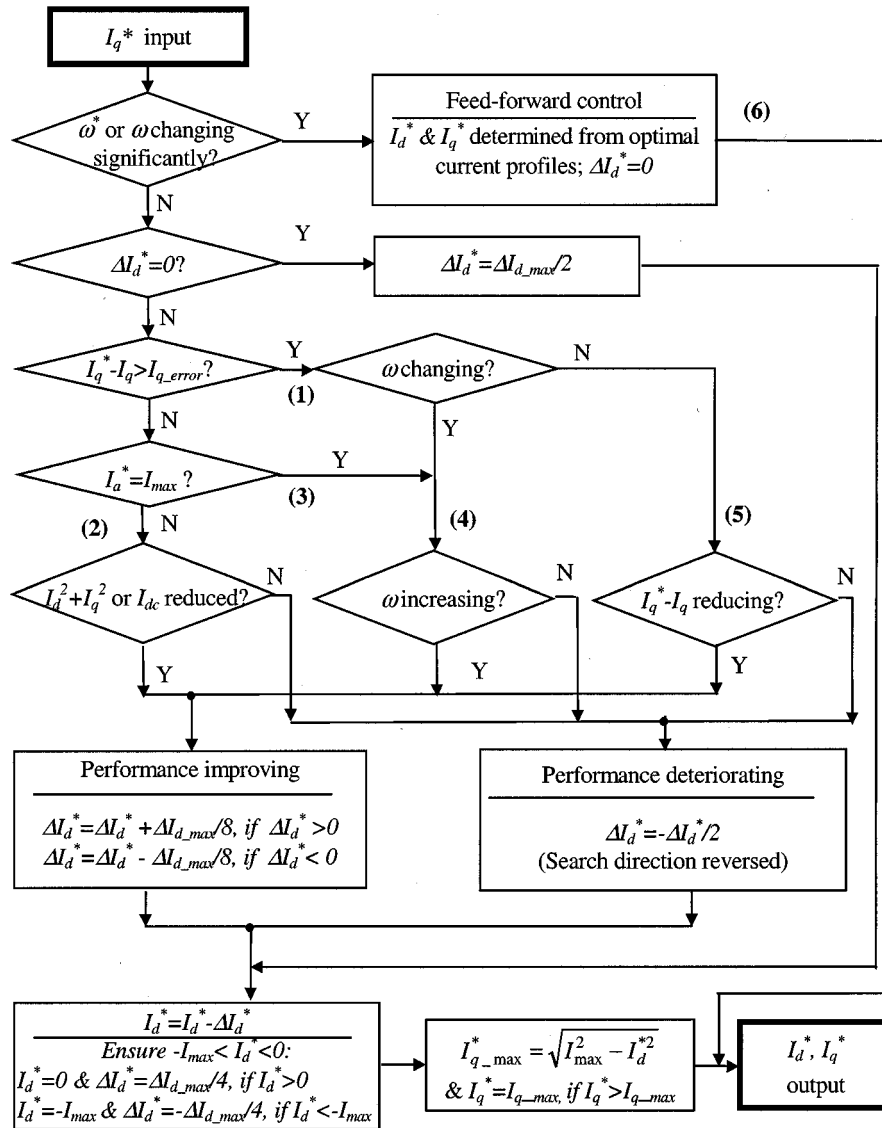 I_q* input
ω* or ω changing
significantly?
Y
Feed-forward control
I_d* & I_q* determined from optimal
current profiles; ΔI_d*=0
(6)
N
ΔI_d*=0?
Y
ΔI_d*=ΔI_d_max/2
N
I_q*-I_q>I_q_error?
Y
(1)
ω changing?
N
N
Y
I_a*=I_max ?
Y
(3)
(2)
N
(4)
(5)
I_d²+I_q² or I_dc reduced?
N
ω increasing?
N
I_q*-I_q reducing?
N
Y
Y
Y
Performance improving
ΔI_d*=ΔI_d* +ΔI_d_max/8, if ΔI_d* >0
ΔI_d*=ΔI_d* - ΔI_d_max/8, if ΔI_d*< 0
Performance deteriorating
ΔI_d*=-ΔI_d*/2
(Search direction reversed)
I_d*=I_d*-ΔI_d*
Ensure -I_max< I_d*<0:
I_d*=0 & ΔI_d*=ΔI_d_max/4, if I_d*>0
I_d*=-I_max & ΔI_d*=-ΔI_d_max/4, if I_d*<-I_max
I*_q_max = √(I²_max − I_d*²)
& I_q*=I_q_max, if I_q*>I_q_max
I_d*, I_q*
output